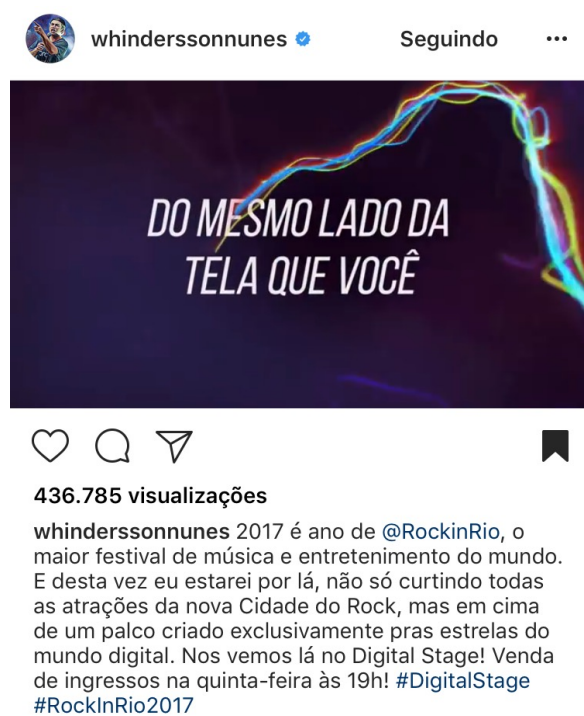 whinderssonnunes
Seguindo
DO MESMO LADO DA
TELA QUE VOCÊ
436.785 visualizações
whinderssonnunes 2017 é ano de @RockinRio, o
maior festival de música e entretenimento do mundo.
E desta vez eu estarei por lá, não só curtindo todas
as atrações da nova Cidade do Rock, mas em cima
de um palco criado exclusivamente pras estrelas do
mundo digital. Nos vemos lá no Digital Stage! Venda
de ingressos na quinta-feira às 19h! #DigitalStage
#RockInRio2017